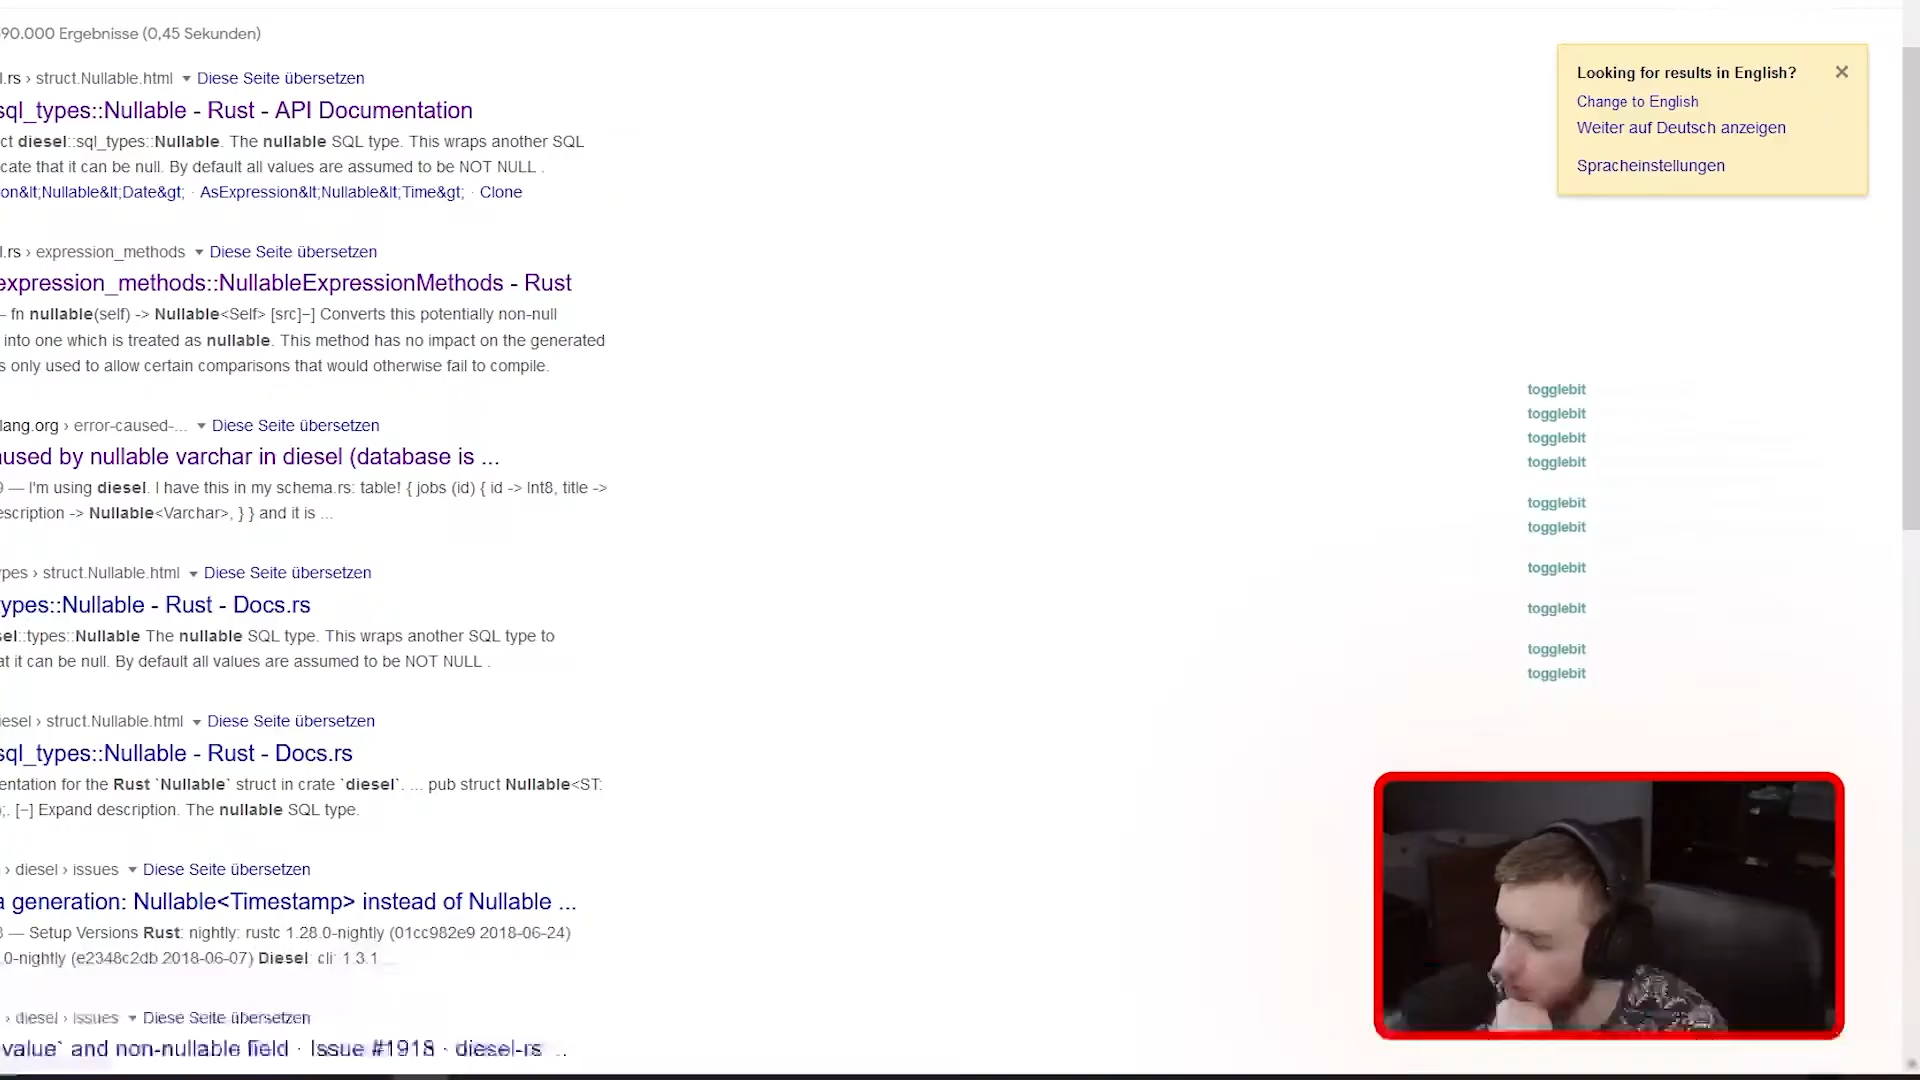 90.000 Ergebnisse (0,45 Sekunden)
l.rs › struct.Nullable.html ▾ Diese Seite übersetzen
sql_types::Nullable - Rust - API Documentation
ct diesel::sql_types::Nullable. The nullable SQL type. This wraps another SQL
cate that it can be null. By default all values are assumed to be NOT NULL .
on&lt;Nullable&lt;Date&gt; · AsExpression&lt;Nullable&lt;Time&gt; · Clone
l.rs › expression_methods ▾ Diese Seite übersetzen
expression_methods::NullableExpressionMethods - Rust
– fn nullable(self) -> Nullable<Self> [src]−] Converts this potentially non-null
into one which is treated as nullable. This method has no impact on the generated
s only used to allow certain comparisons that would otherwise fail to compile.
lang.org › error-caused-... ▾ Diese Seite übersetzen
aused by nullable varchar in diesel (database is ...
9 — I'm using diesel. I have this in my schema.rs: table! { jobs (id) { id -> Int8, title ->
escription -> Nullable<Varchar>, } } and it is ...
ypes › struct.Nullable.html ▾ Diese Seite übersetzen
ypes::Nullable - Rust - Docs.rs
sel::types::Nullable The nullable SQL type. This wraps another SQL type to
at it can be null. By default all values are assumed to be NOT NULL .
iesel › struct.Nullable.html ▾ Diese Seite übersetzen
sql_types::Nullable - Rust - Docs.rs
entation for the Rust `Nullable` struct in crate `diesel`. ... pub struct Nullable<ST:
;. [−] Expand description. The nullable SQL type.
› diesel › issues ▾ Diese Seite übersetzen
a generation: Nullable<Timestamp> instead of Nullable ...
8 — Setup Versions Rust: nightly: rustc 1.28.0-nightly (01cc982e9 2018-06-24)
.0-nightly (e2348c2db 2018-06-07) Diesel: cli: 1.3.1 ...
› diesel › issues ▾ Diese Seite übersetzen
value` and non-nullable field · Issue #1918 · diesel-rs ...
Looking for results in English? ✕
Change to English
Weiter auf Deutsch anzeigen
Spracheinstellungen
togglebit
togglebit
togglebit
togglebit
togglebit
togglebit
togglebit
togglebit
togglebit
togglebit